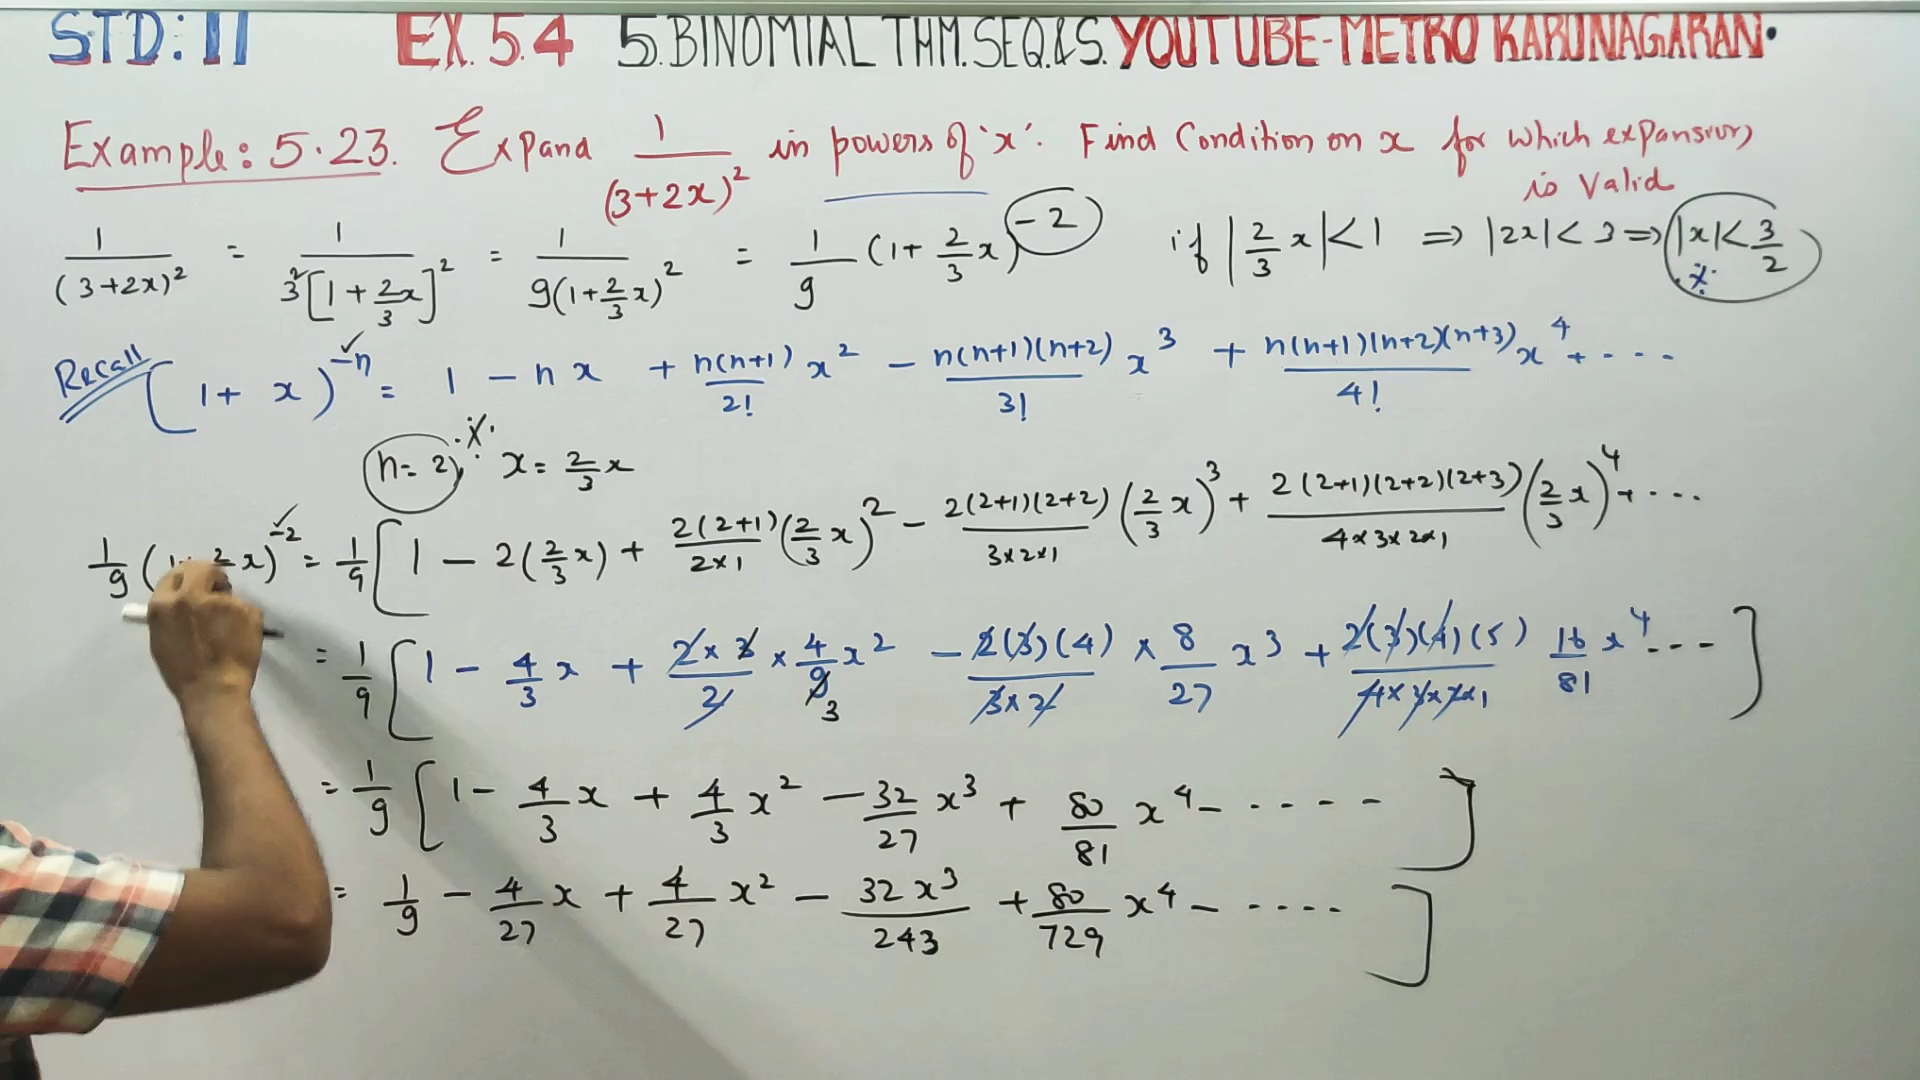 STD: 11 EX. 5.4 5. BINOMIAL THM. SEQ.&S. YOUTUBE-METRO KARUNAGARAN.
Example: 5.23. Expand 1/(3+2x)² in powers of 'x'. Find Condition on x for which expansion
is Valid
1/(3+2x)² = 1/3²[1+2x/3]² = 1/9(1+2/3 x)² = 1/9 (1+2/3 x)⁻² if |2/3 x|<1 ⇒ |2x|<3 ⇒ |x|<3/2
Recall (1+x)⁻ⁿ = 1 - nx + n(n+1)/2! x² - n(n+1)(n+2)/3! x³ + n(n+1)(n+2)(n+3)/4! x⁴ + ....
n=2, x = 2/3 x
1/9 ( x)⁻² = 1/9 [1 - 2(2/3 x) + 2(2+1)/2×1 (2/3 x)² - 2(2+1)(2+2)/3×2×1 (2/3 x)³ + 2(2+1)(2+2)(2+3)/4×3×2×1 (2/3 x)⁴ + ...
= 1/9 [1 - 4/3 x + 2×3/2 × 4/9 x² - 2(3)(4)/3×2 × 8/27 x³ + 2(3)(4)(5)/4×3×2×1 16/81 x⁴ ---]
3
= 1/9 [1 - 4/3 x + 4/3 x² - 32/27 x³ + 80/81 x⁴ - ----]
= 1/9 - 4/27 x + 4/27 x² - 32x³/243 + 80/729 x⁴ - ....]